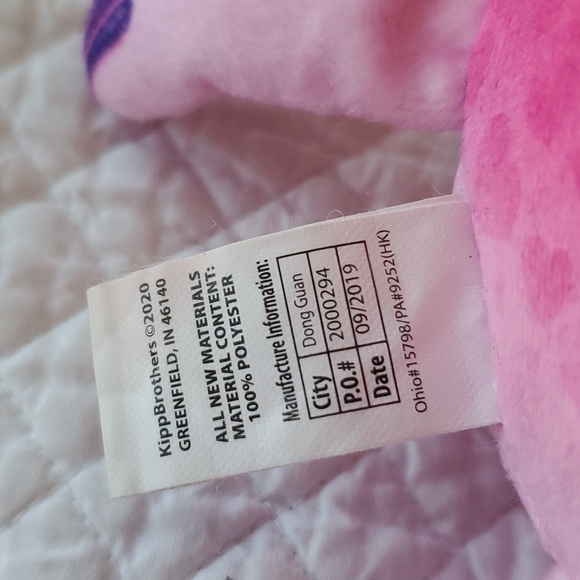 KippBrothers ©2020
GREENFIELD, IN 46140
ALL NEW MATERIALS
MATERIAL CONTENT:
100% POLYESTER
Manufacture Information:
City Dong Guan
P.O.# 2000294
Date 09/2019
Ohio#15798/PA#9252(HK)